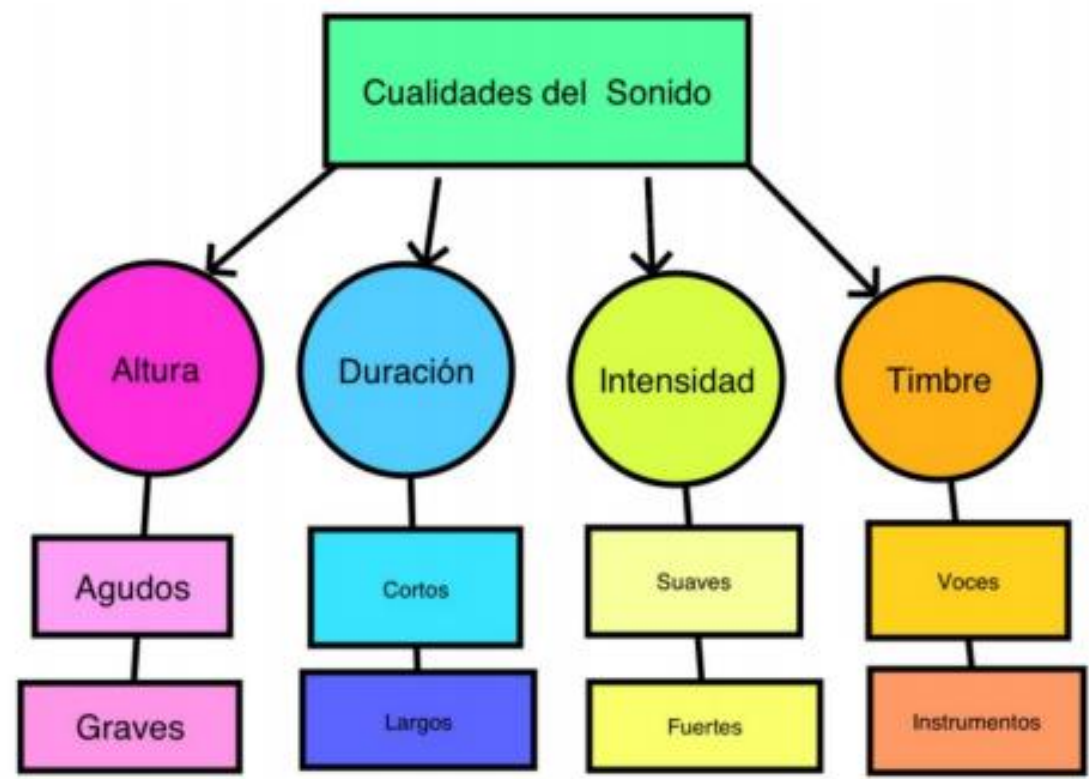 Cualidades del Sonido
Altura
Duración
Intensidad
Timbre
Agudos
Cortos
Suaves
Voces
Graves
Largos
Fuertes
Instrumentos